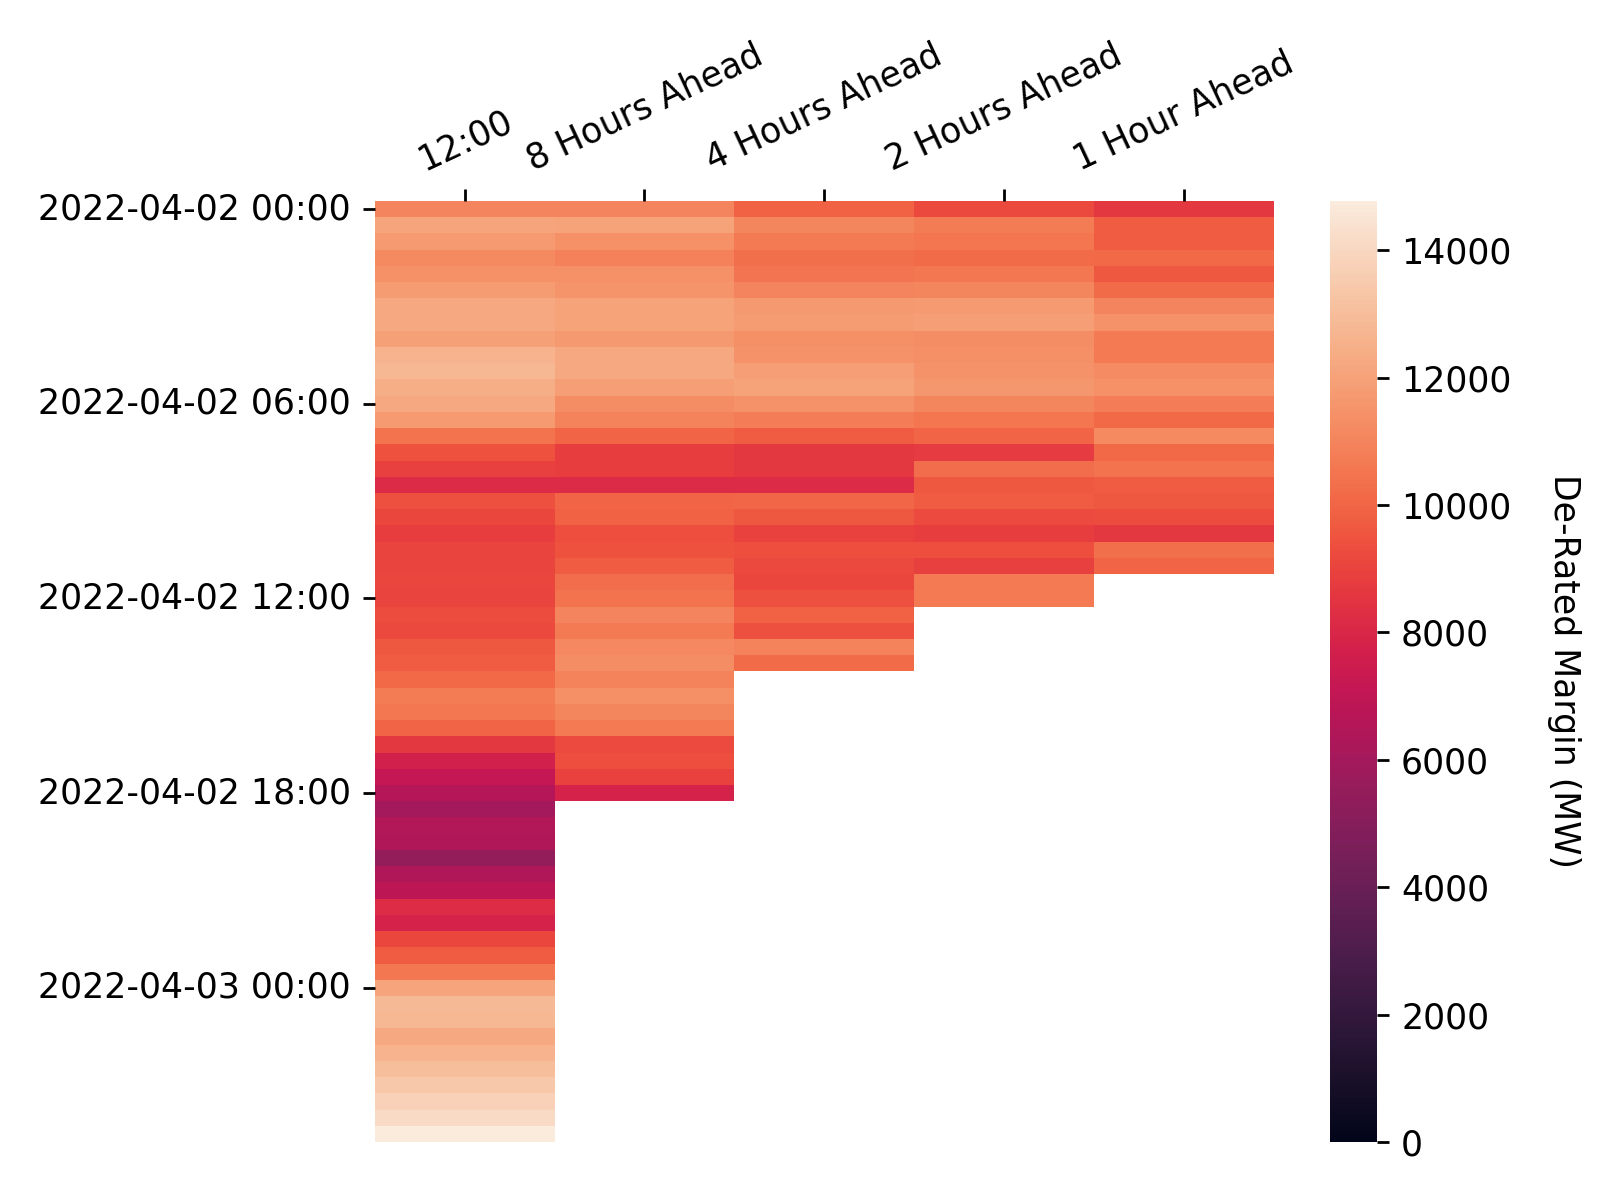 12:00
8 Hours Ahead
4 Hours Ahead
2 Hours Ahead
1 Hour Ahead
2022-04-02 00:00
2022-04-02 06:00
2022-04-02 12:00
2022-04-02 18:00
2022-04-03 00:00
14000
12000
10000
8000
6000
4000
2000
0
De-Rated Margin (MW)